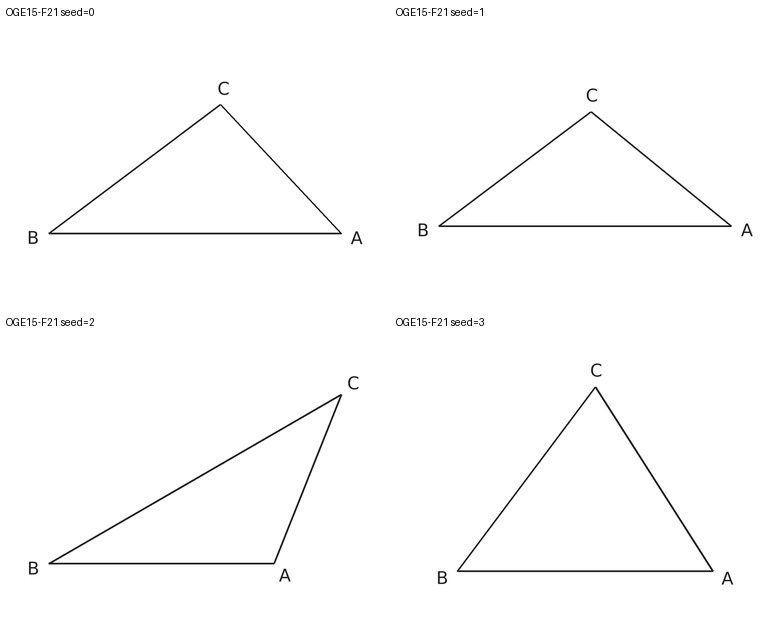 OGE15-F21 seed=0
C
B
A
OGE15-F21 seed=1
C
B
A
OGE15-F21 seed=2
C
B
A
OGE15-F21 seed=3
C
B
A